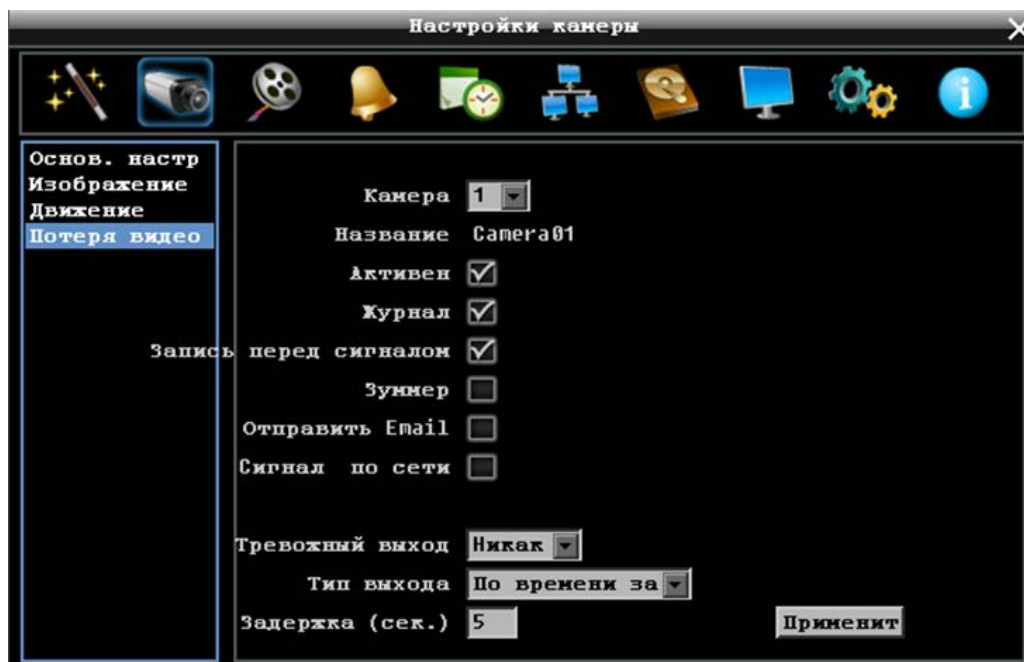 Настройки камеры
Основ. настр
Изображение
Движение
Потеря видео
Камера 1
Название Camera01
Активен
Журнал
Запись перед сигналом
Зуммер
Отправить Email
Сигнал по сети
Тревожный выход Никак
Тип выхода По времени за
Задержка (сек.) 5
Применит